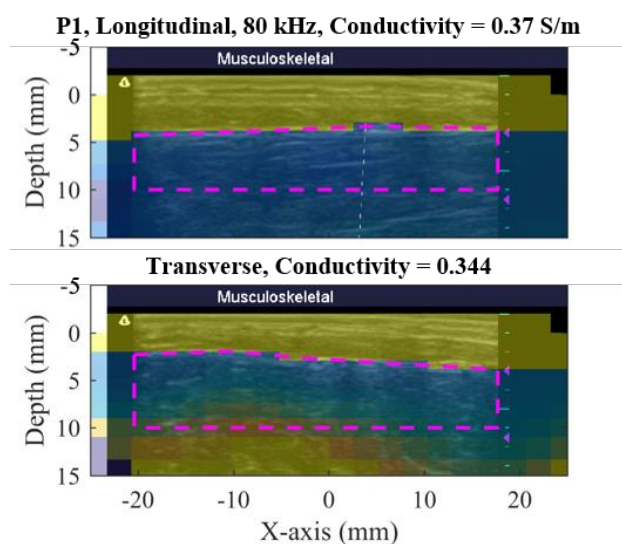 P1, Longitudinal, 80 kHz, Conductivity = 0.37 S/m
-5
Musculoskeletal
0
5
10
15
Depth (mm)
Transverse, Conductivity = 0.344
-5
Musculoskeletal
0
5
10
15
Depth (mm)
-20 -10 0 10 20
X-axis (mm)